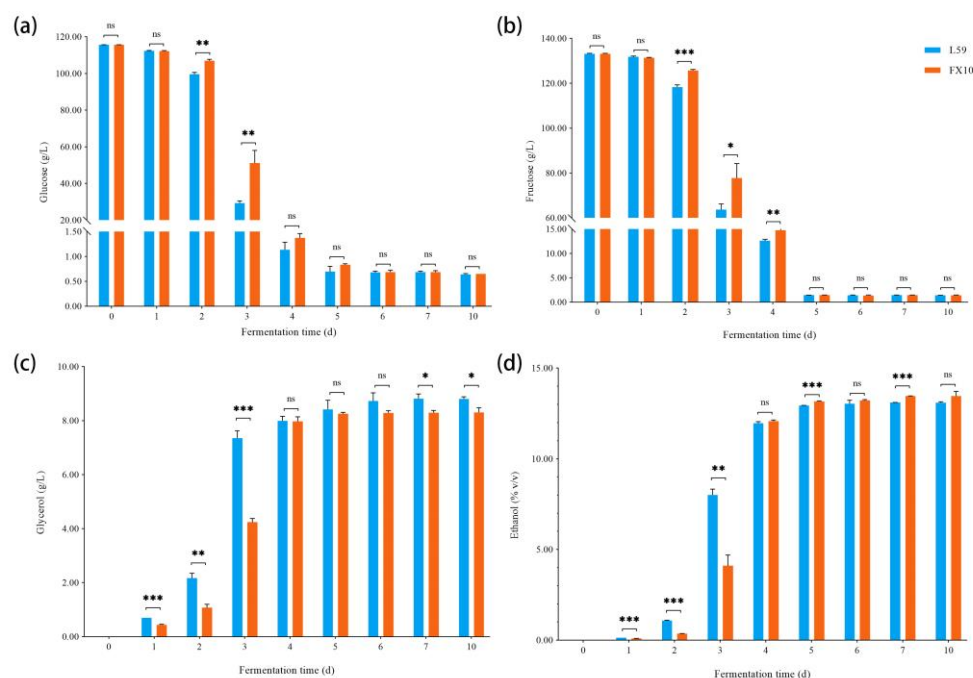 (a)
ns
ns
**
**
ns
ns
ns
ns
ns
120.00
100.00
80.00
60.00
40.00
20.00
1.50
1.00
0.50
0.00
Glucose (g/L)
0 1 2 3 4 5 6 7 10
Fermentation time (d)
(b)
ns
ns
***
*
**
ns
ns
ns
ns
140.00
120.00
100.00
80.00
60.00
15.00
10.00
5.00
0.00
Fructose (g/L)
0 1 2 3 4 5 6 7 10
Fermentation time (d)
L59
FX10
(c)
***
**
***
ns
ns
ns
*
*
10.00
8.00
6.00
4.00
2.00
0.00
Glycerol (g/L)
0 1 2 3 4 5 6 7 10
Fermentation time (d)
(d)
***
***
**
ns
***
ns
***
ns
15.00
10.00
5.00
0.00
Ethanol (% v/v)
0 1 2 3 4 5 6 7 10
Fermentation time (d)